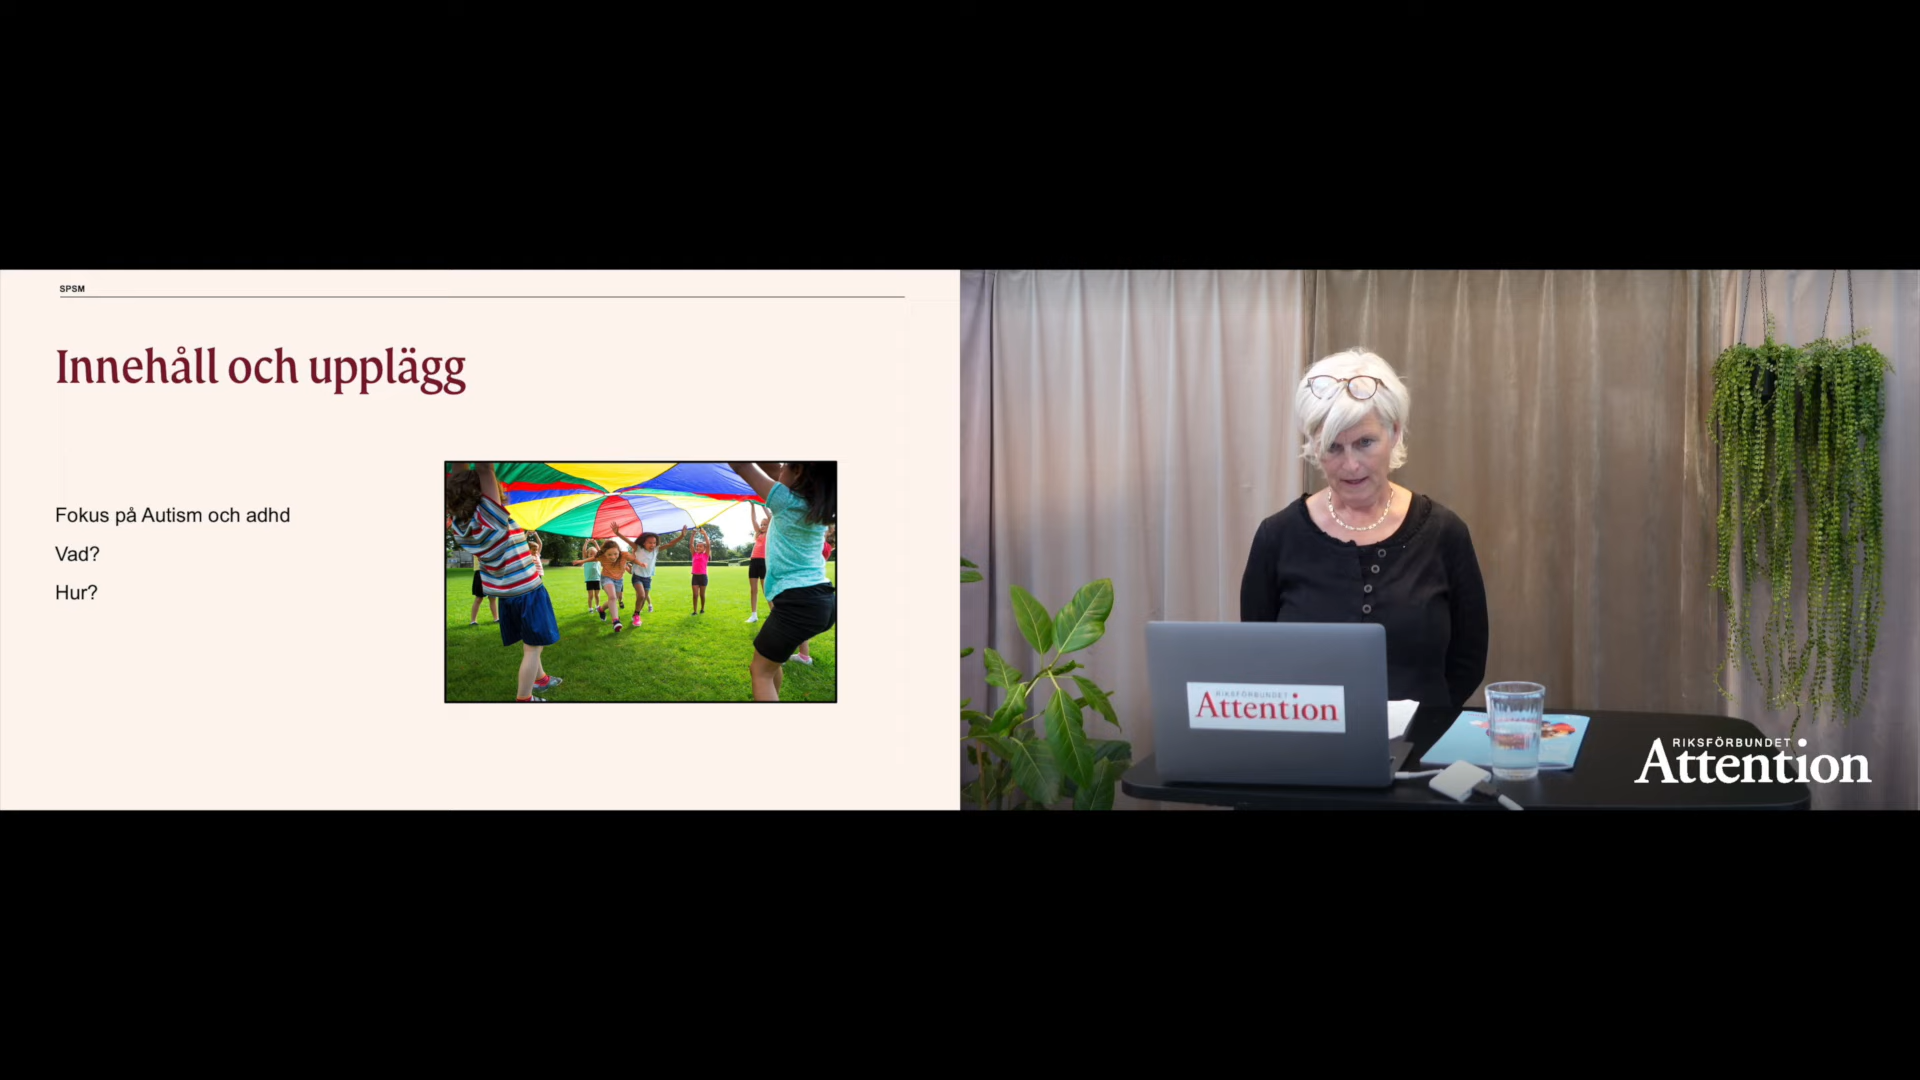 SPSM
Innehåll och upplägg
Fokus på Autism och adhd
Vad?
Hur?
RIKSFÖRBUNDET
Attention
RIKSFÖRBUNDET
Attention